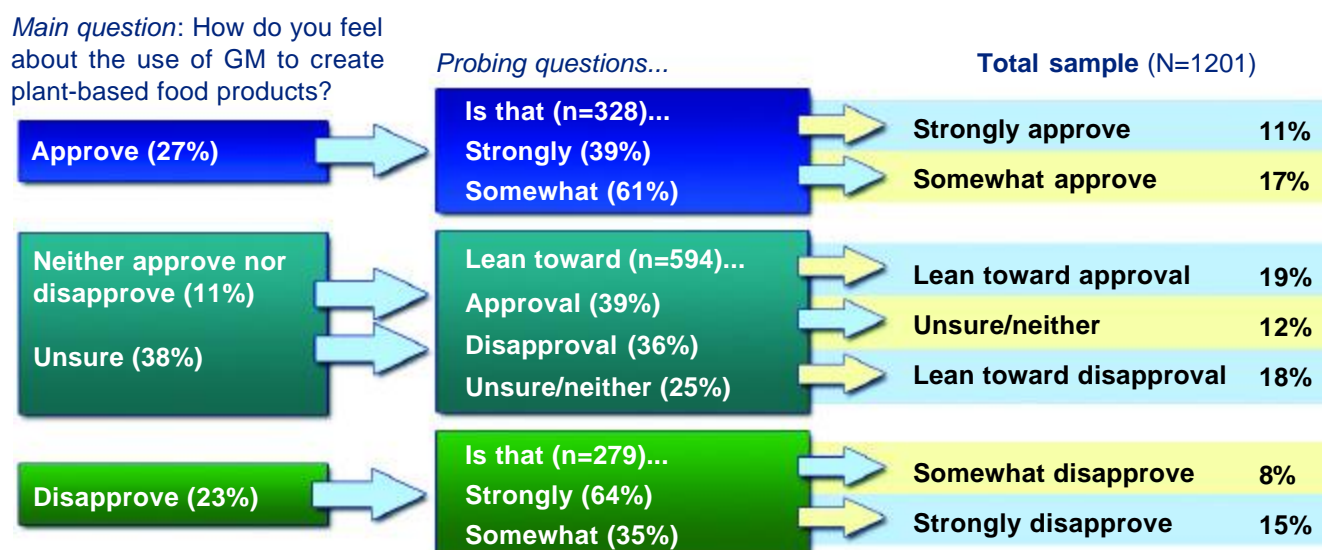 Main question: How do you feel
about the use of GM to create
plant-based food products?
Probing questions...
Total sample (N=1201)
Approve (27%)
Is that (n=328)...
Strongly (39%)
Somewhat (61%)
Strongly approve 11%
Somewhat approve 17%
Neither approve nor
disapprove (11%)
Unsure (38%)
Lean toward (n=594)...
Approval (39%)
Disapproval (36%)
Unsure/neither (25%)
Lean toward approval 19%
Unsure/neither 12%
Lean toward disapproval 18%
Disapprove (23%)
Is that (n=279)...
Strongly (64%)
Somewhat (35%)
Somewhat disapprove 8%
Strongly disapprove 15%